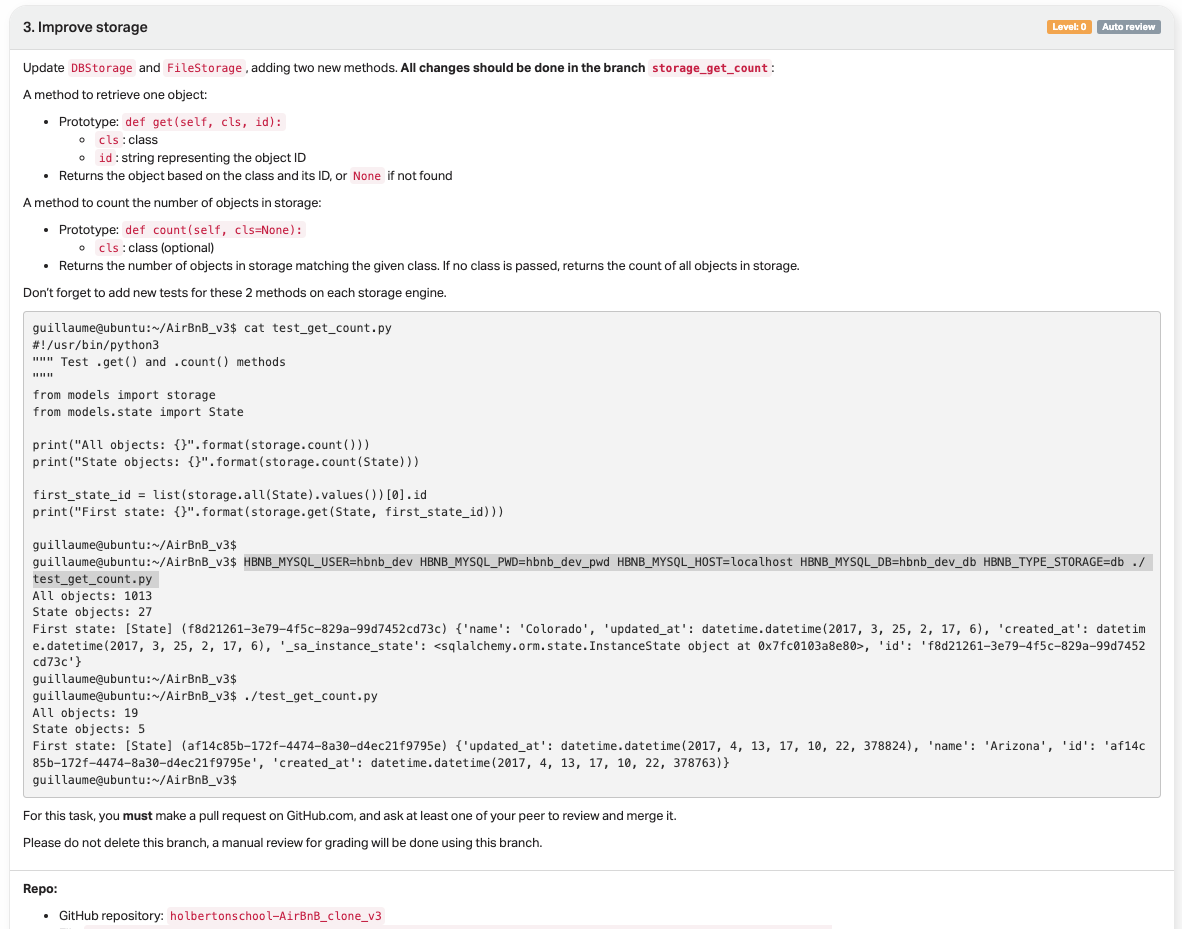 3. Improve storage
Level: 0 Auto review
Update DBStorage and FileStorage, adding two new methods. All changes should be done in the branch storage_get_count:
A method to retrieve one object:
• Prototype: def get(self, cls, id):
◦ cls: class
◦ id: string representing the object ID
• Returns the object based on the class and its ID, or None if not found
A method to count the number of objects in storage:
• Prototype: def count(self, cls=None):
◦ cls: class (optional)
• Returns the number of objects in storage matching the given class. If no class is passed, returns the count of all objects in storage.
Don't forget to add new tests for these 2 methods on each storage engine.
guillaume@ubuntu:~/AirBnB_v3$ cat test_get_count.py
#!/usr/bin/python3
""" Test .get() and .count() methods
"""
from models import storage
from models.state import State
print("All objects: {}".format(storage.count()))
print("State objects: {}".format(storage.count(State)))
first_state_id = list(storage.all(State).values())[0].id
print("First state: {}".format(storage.get(State, first_state_id)))
guillaume@ubuntu:~/AirBnB_v3$
guillaume@ubuntu:~/AirBnB_v3$ HBNB_MYSQL_USER=hbnb_dev HBNB_MYSQL_PWD=hbnb_dev_pwd HBNB_MYSQL_HOST=localhost HBNB_MYSQL_DB=hbnb_dev_db HBNB_TYPE_STORAGE=db ./
test_get_count.py
All objects: 1013
State objects: 27
First state: [State] (f8d21261-3e79-4f5c-829a-99d7452cd73c) {'name': 'Colorado', 'updated_at': datetime.datetime(2017, 3, 25, 2, 17, 6), 'created_at': datetim
e.datetime(2017, 3, 25, 2, 17, 6), '_sa_instance_state': <sqlalchemy.orm.state.InstanceState object at 0x7fc0103a8e80>, 'id': 'f8d21261-3e79-4f5c-829a-99d7452
cd73c'}
guillaume@ubuntu:~/AirBnB_v3$
guillaume@ubuntu:~/AirBnB_v3$ ./test_get_count.py
All objects: 19
State objects: 5
First state: [State] (af14c85b-172f-4474-8a30-d4ec21f9795e) {'updated_at': datetime.datetime(2017, 4, 13, 17, 10, 22, 378824), 'name': 'Arizona', 'id': 'af14c
85b-172f-4474-8a30-d4ec21f9795e', 'created_at': datetime.datetime(2017, 4, 13, 17, 10, 22, 378763)}
guillaume@ubuntu:~/AirBnB_v3$
For this task, you must make a pull request on GitHub.com, and ask at least one of your peer to review and merge it.
Please do not delete this branch, a manual review for grading will be done using this branch.
Repo:
• GitHub repository: holbertonschool-AirBnB_clone_v3